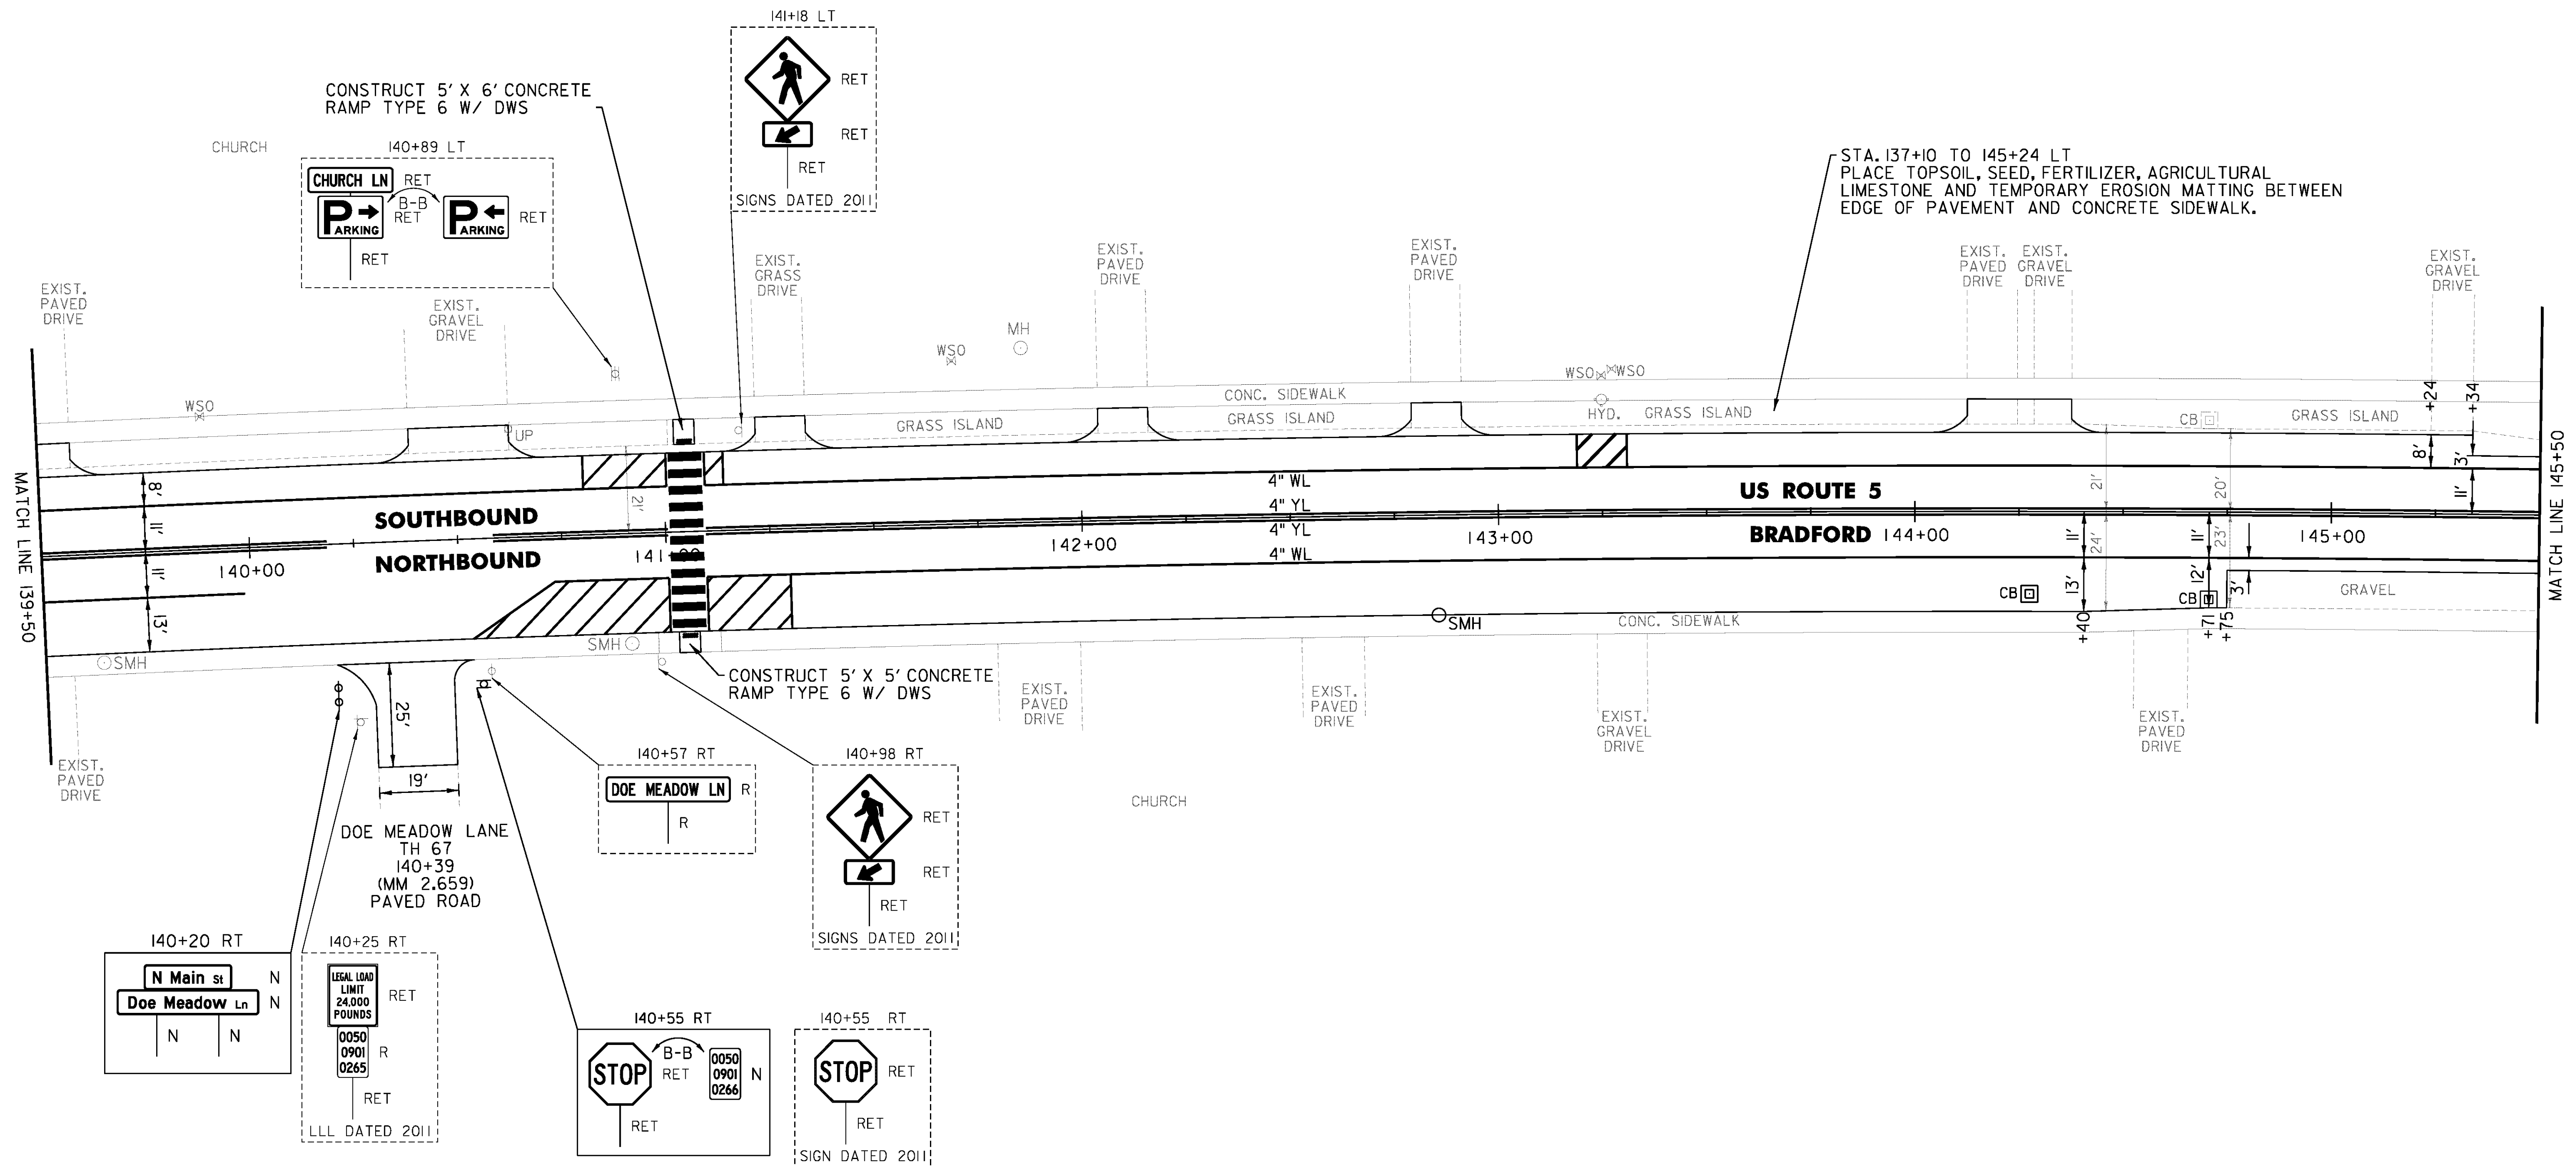 141+18 LT
RET
RET
RET
SIGNS DATED 2011
CONSTRUCT 5' X 6' CONCRETE
RAMP TYPE 6 W/ DWS
CHURCH
140+89 LT
CHURCH LN RET
P ARKING B-B RET P ARKING RET
RET
STA. 137+10 TO 145+24 LT
PLACE TOPSOIL, SEED, FERTILIZER, AGRICULTURAL
LIMESTONE AND TEMPORARY EROSION MATTING BETWEEN
EDGE OF PAVEMENT AND CONCRETE SIDEWALK.
EXIST.
PAVED
DRIVE
EXIST.
GRAVEL
DRIVE
EXIST.
GRASS
DRIVE
EXIST.
PAVED
DRIVE
EXIST.
PAVED
DRIVE
EXIST.
PAVED
DRIVE
EXIST.
GRAVEL
DRIVE
EXIST.
GRAVEL
DRIVE
WSO
WSO
MH
WSO WSO
HYD.
UP
CONC. SIDEWALK
GRASS ISLAND
GRASS ISLAND
GRASS ISLAND
GRASS ISLAND
CB
+24
+34
8'
3'
11'
MATCH LINE 139+50
MATCH LINE 145+50
8'
11'
11'
13'
21'
21'
20'
SOUTHBOUND
NORTHBOUND
4" WL
4" YL
4" YL
4" WL
US ROUTE 5
BRADFORD
140+00
141+00
142+00
143+00
144+00
145+00
11'
24'
11'
23'
13'
12'
3'
CB
CB
+40
+71
+75
GRAVEL
CONC. SIDEWALK
SMH
SMH
SMH
CONSTRUCT 5' X 5' CONCRETE
RAMP TYPE 6 W/ DWS
EXIST.
PAVED
DRIVE
EXIST.
PAVED
DRIVE
EXIST.
PAVED
DRIVE
EXIST.
GRAVEL
DRIVE
EXIST.
PAVED
DRIVE
25'
19'
DOE MEADOW LANE
TH 67
140+39
(MM 2.659)
PAVED ROAD
140+57 RT
DOE MEADOW LN R
R
140+98 RT
RET
RET
RET
SIGNS DATED 2011
CHURCH
140+20 RT
N Main St N
Doe Meadow Ln N
N N
140+25 RT
LEGAL LOAD
LIMIT
24,000
POUNDS
RET
0050
0901
0265
R
RET
LLL DATED 2011
140+55 RT
STOP
B-B
RET
0050
0901
0266
N
RET
140+55 RT
STOP RET
RET
SIGN DATED 2011